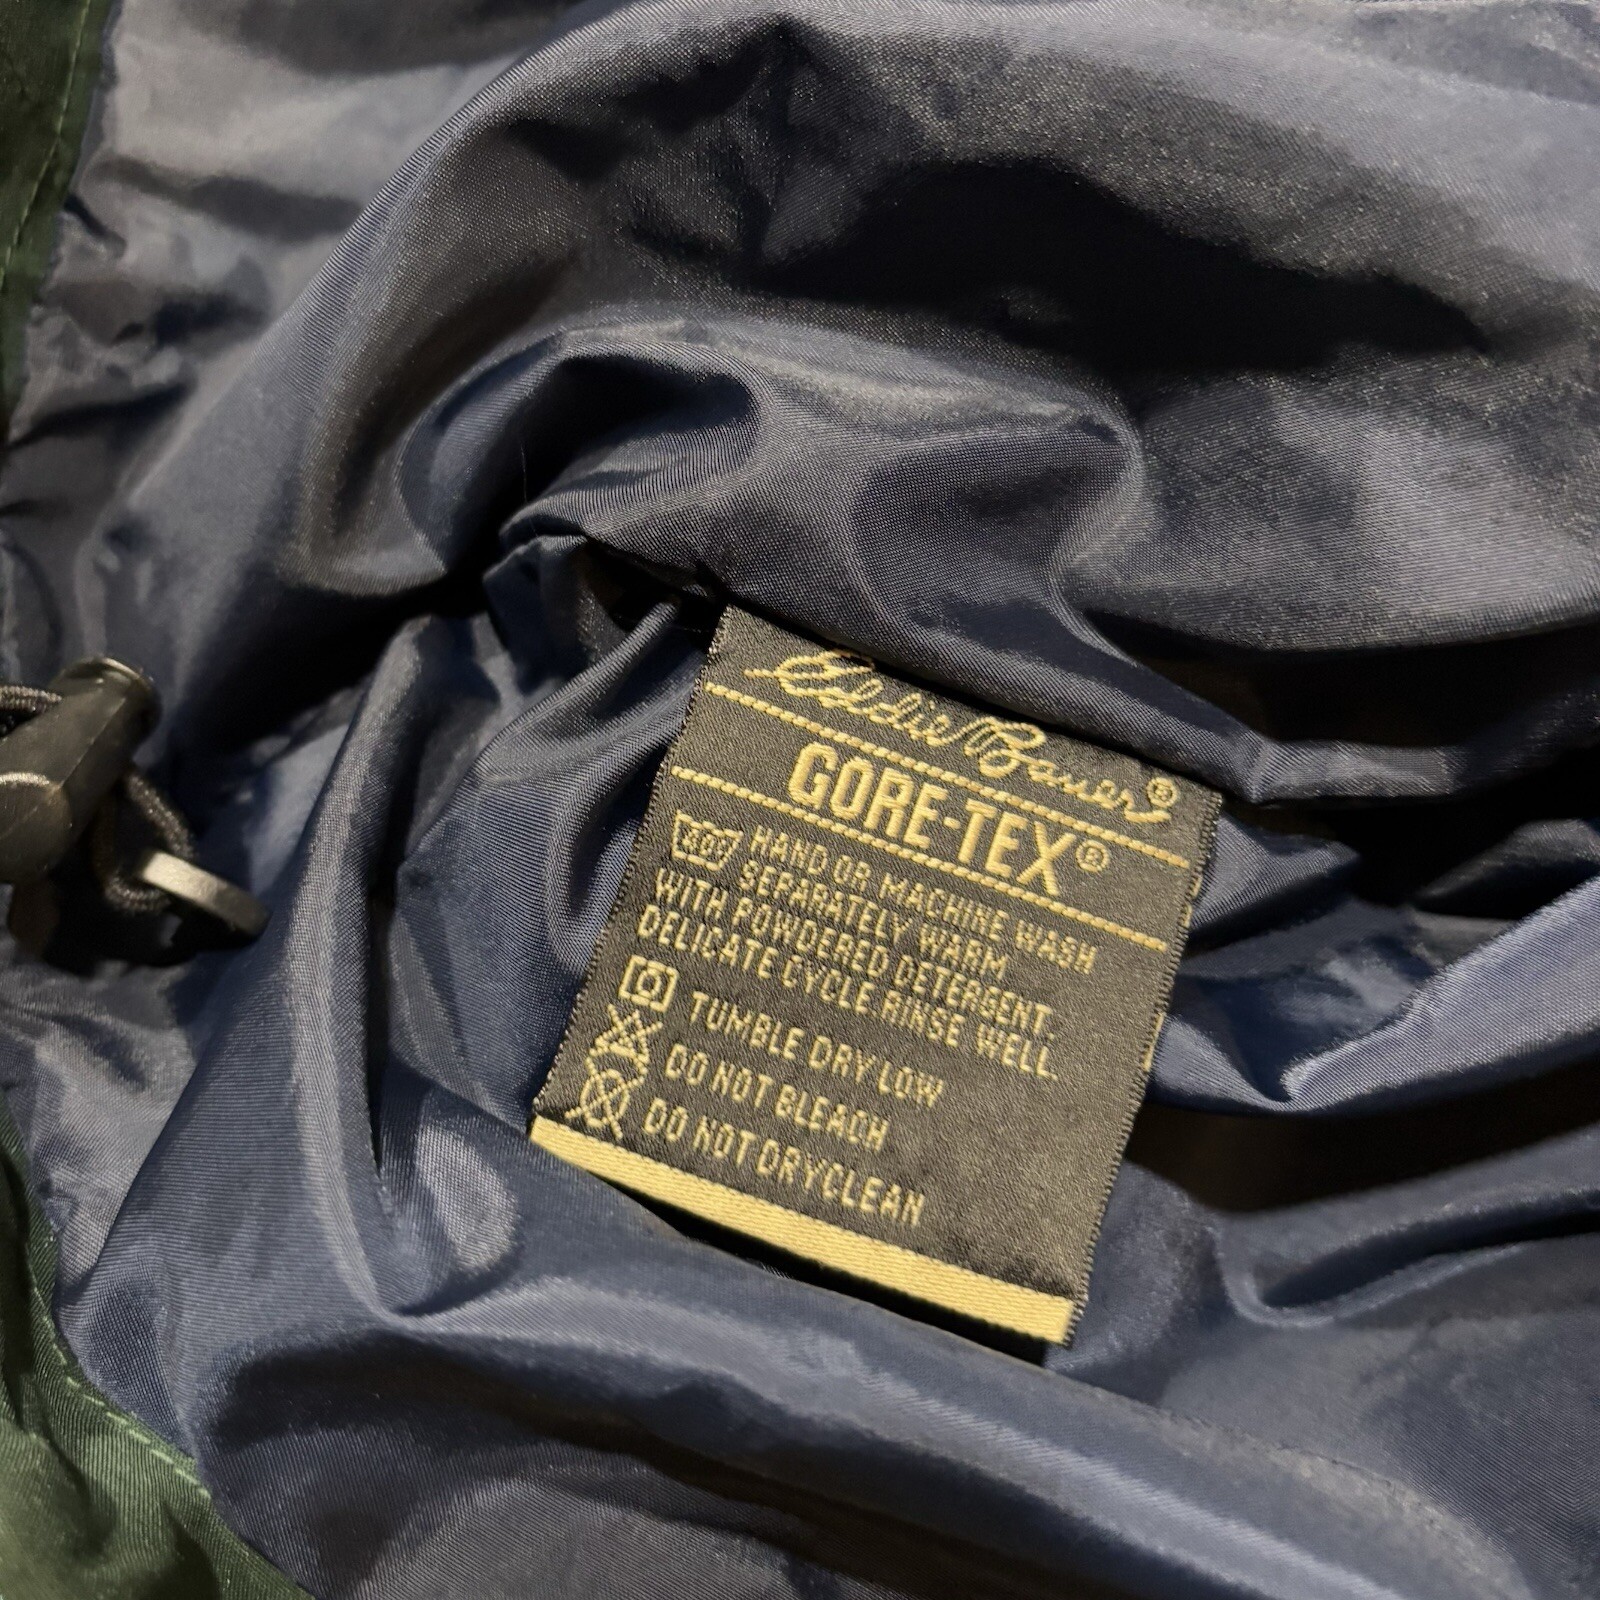 Eddie Bauer®
GORE-TEX®
40° HAND OR MACHINE WASH
SEPARATELY WARM
WITH POWDERED DETERGENT.
DELICATE CYCLE RINSE WELL.
TUMBLE DRY LOW
DO NOT BLEACH
DO NOT DRYCLEAN